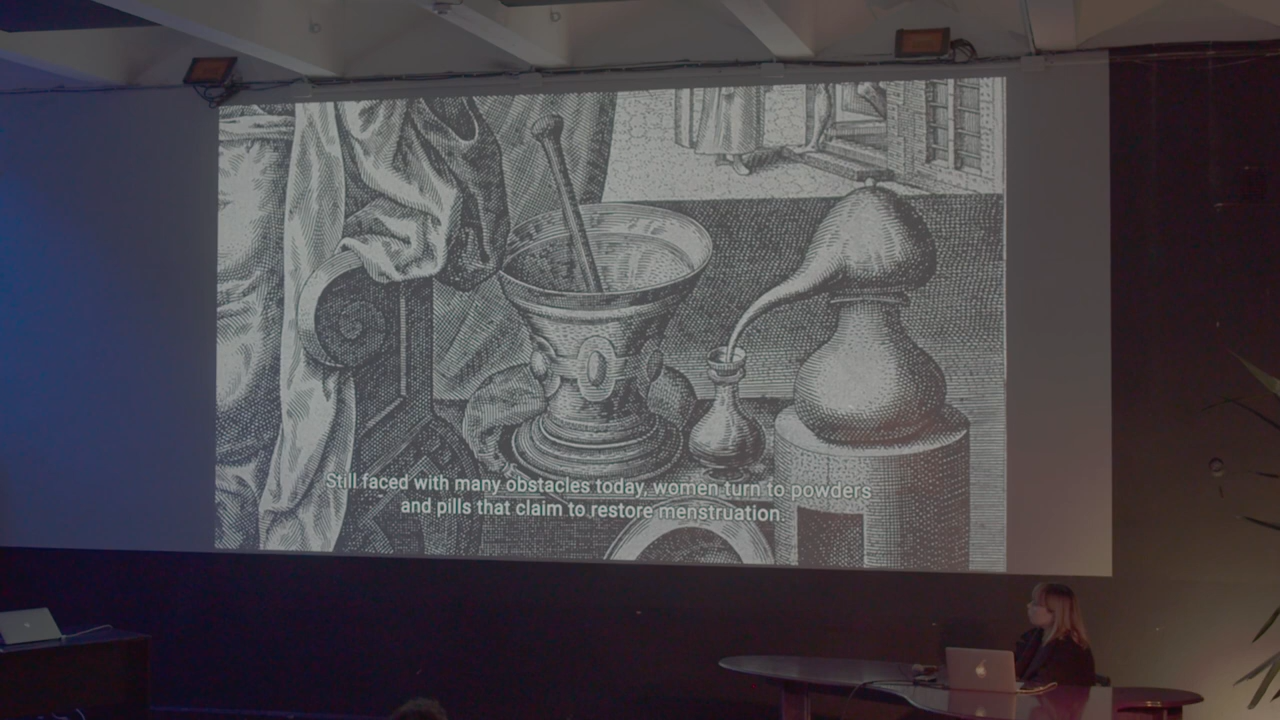 Still faced with many obstacles today, women turn to powders
and pills that claim to restore menstruation.